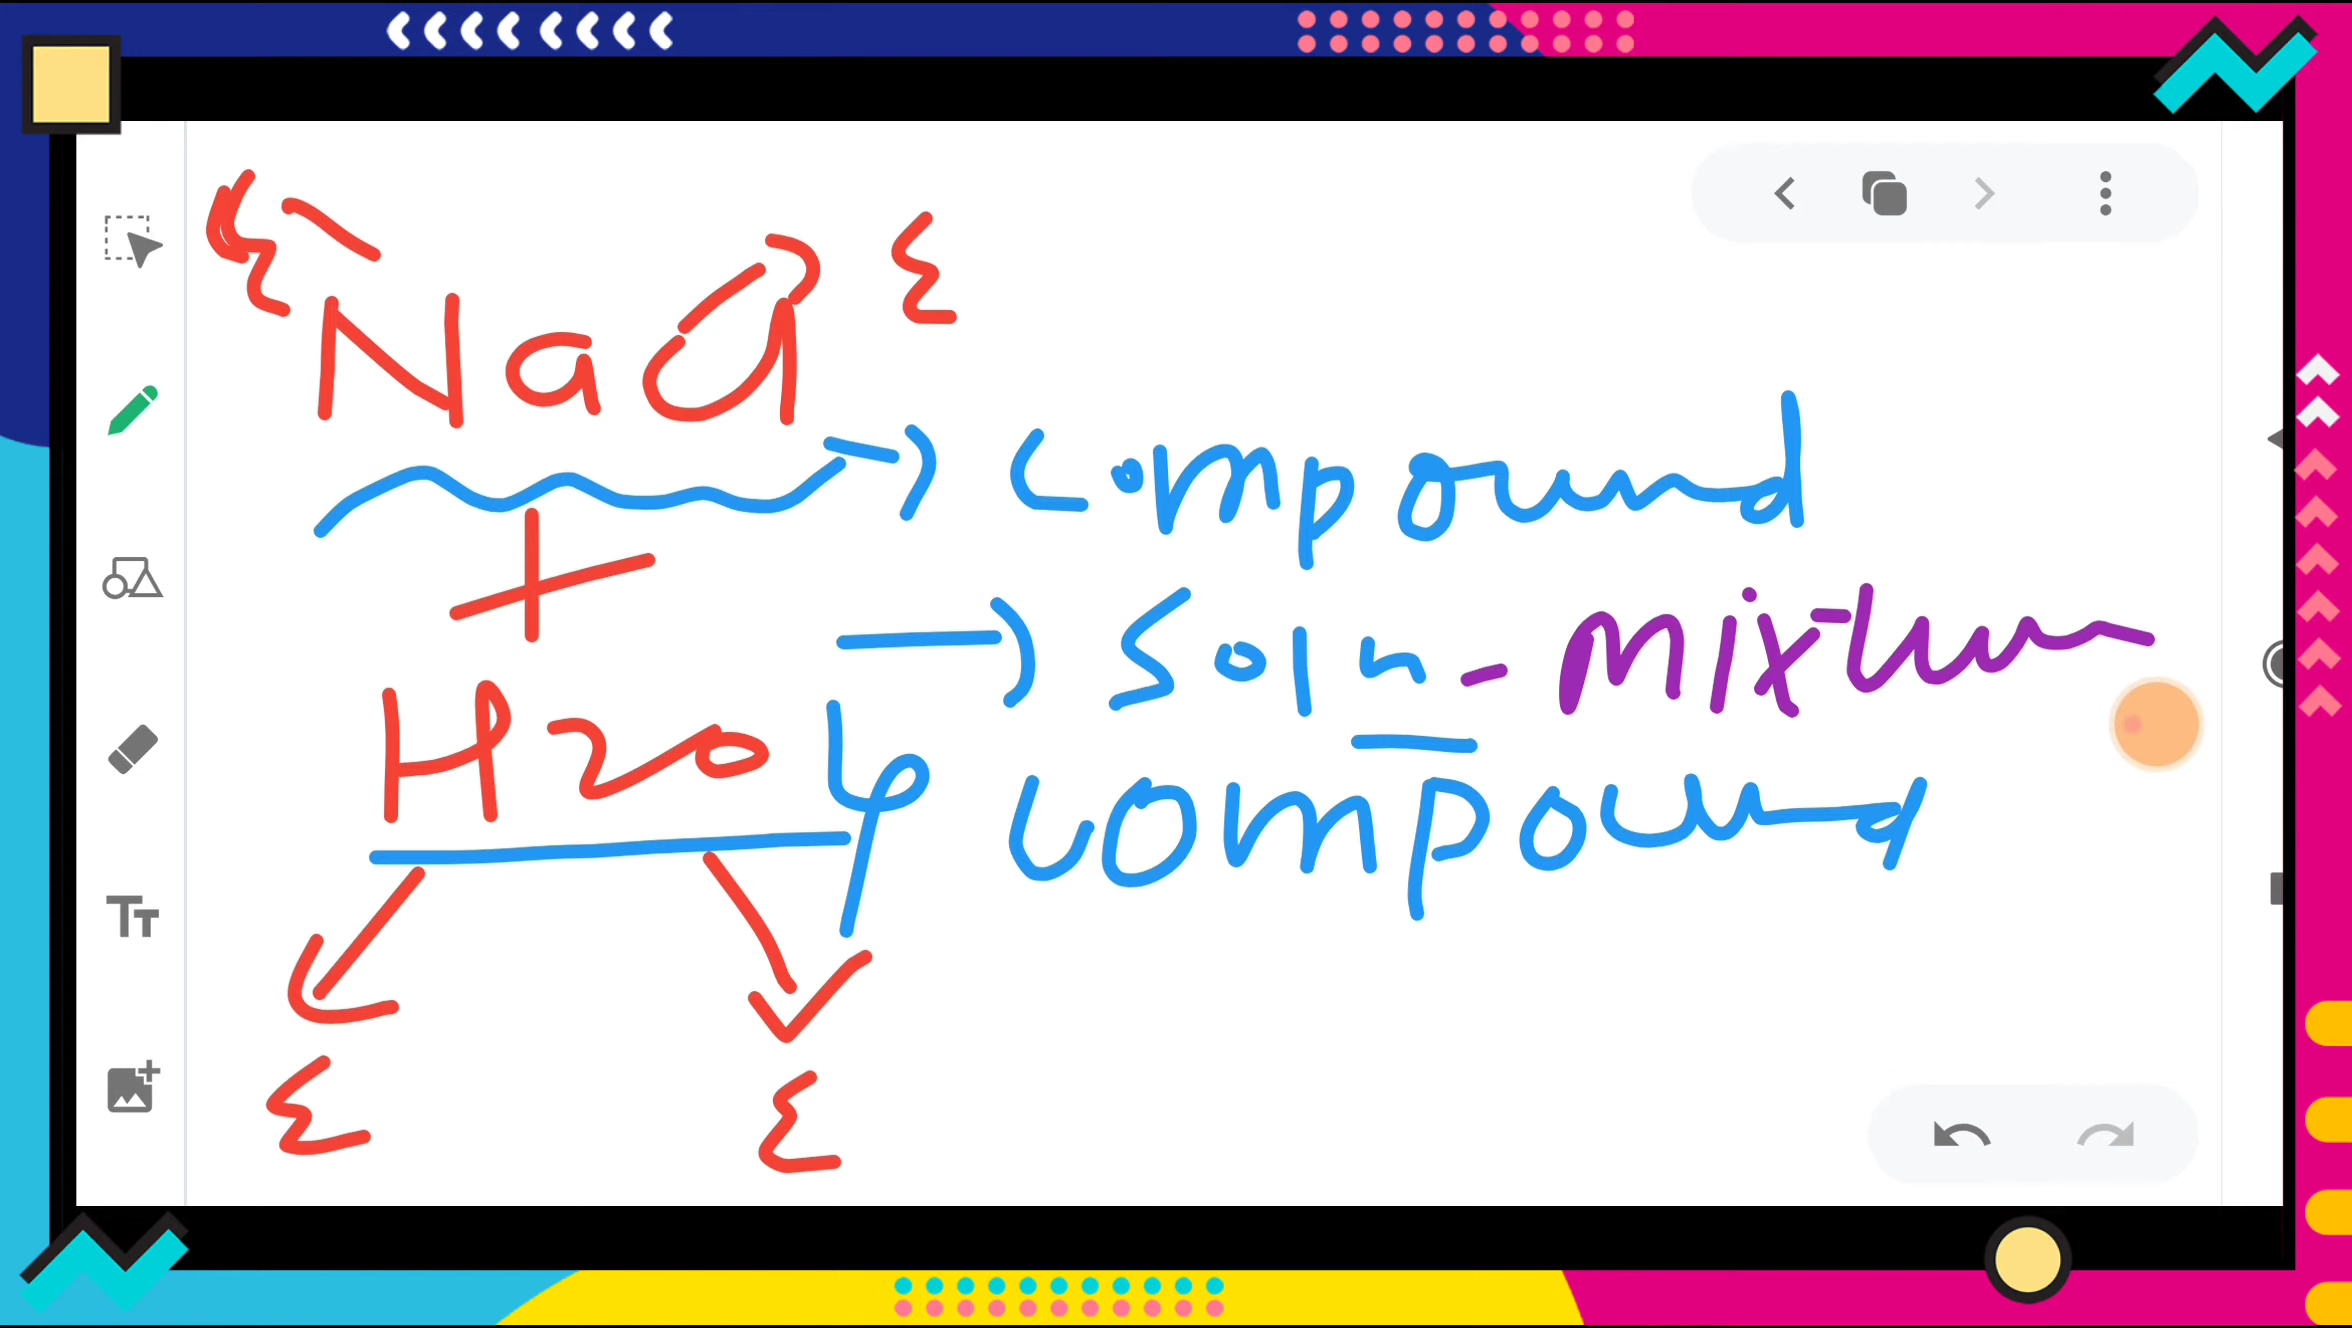 NaCl
→ compound
+
→ Soln - mixture
H2O
compound
E E
E E